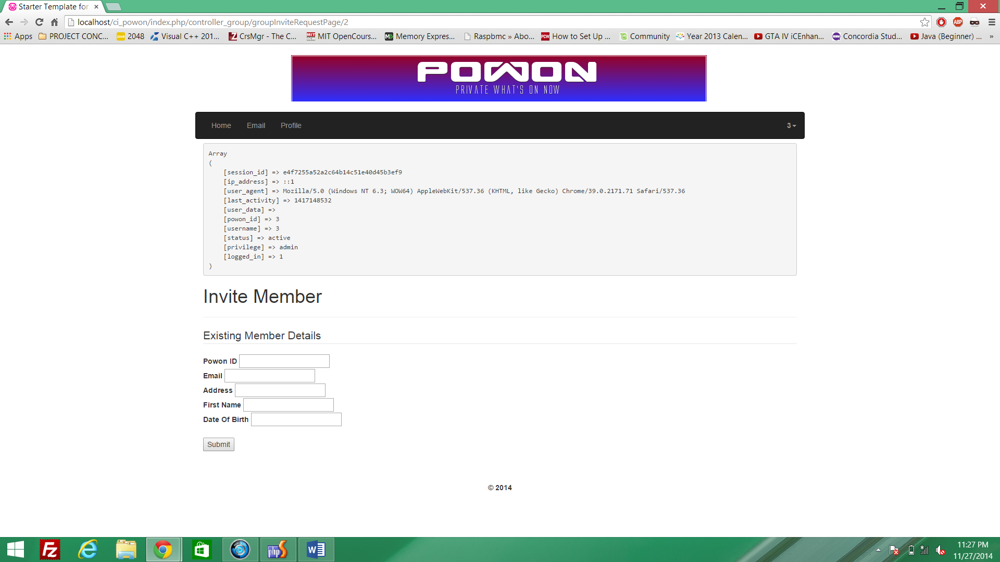 Starter Template for
localhost/ci_powon/index.php/controller_group/groupInviteRequestPage/2
ABP
Apps PROJECT CONC... 2048 Visual C++ 201... CrsMgr - The C... MIT OpenCours... Memory Expres... Raspbmc » Abo... How to Set Up ... Community Year 2013 Calen... GTA IV iCEnhan... Concordia Stud... Java (Beginner) ... »
POWON
PRIVATE WHAT'S ON NOW
Home Email Profile 3
Array
(
[session_id] => e4f7255a52a2c64b14c51e40d45b3ef9
[ip_address] => ::1
[user_agent] => Mozilla/5.0 (Windows NT 6.3; WOW64) AppleWebKit/537.36 (KHTML, like Gecko) Chrome/39.0.2171.71 Safari/537.36
[last_activity] => 1417148532
[user_data] =>
[powon_id] => 3
[username] => 3
[status] => active
[privilege] => admin
[logged_in] => 1
)
Invite Member
Existing Member Details
Powon ID
Email
Address
First Name
Date Of Birth
Submit
© 2014
11:27 PM
11/27/2014